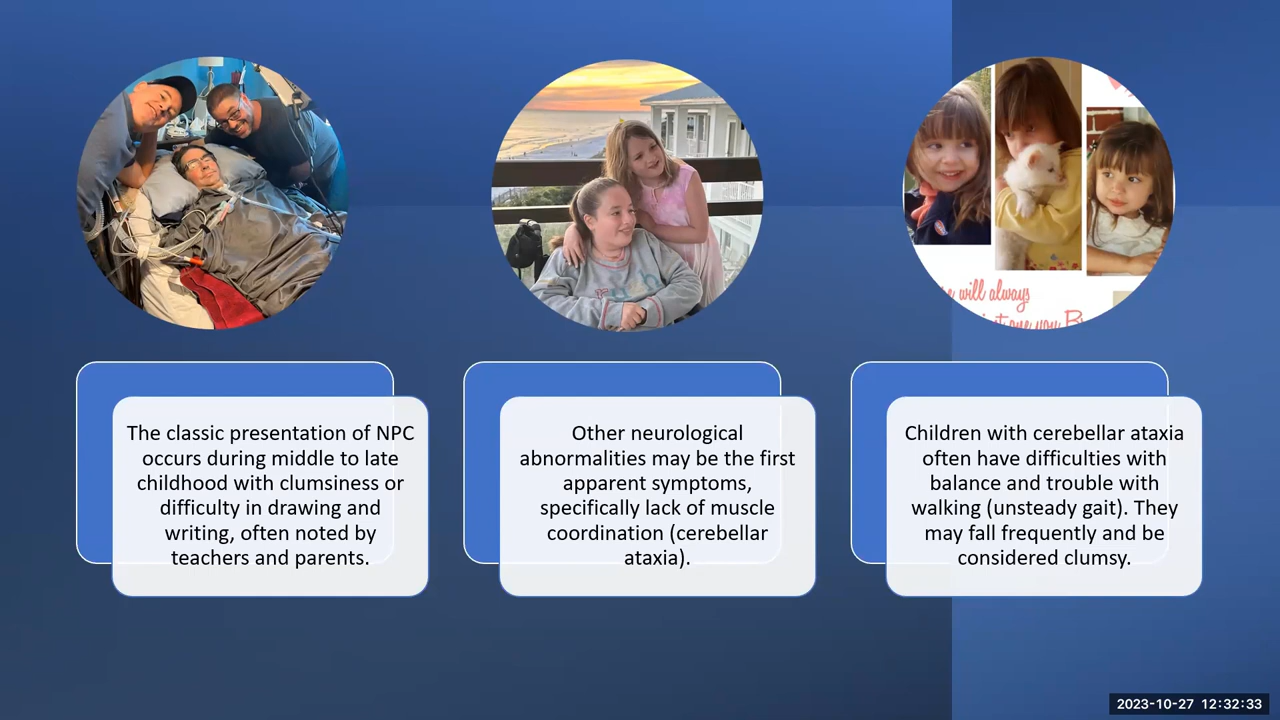 will always
The classic presentation of NPC
occurs during middle to late
childhood with clumsiness or
difficulty in drawing and
writing, often noted by
teachers and parents.
Other neurological
abnormalities may be the first
apparent symptoms,
specifically lack of muscle
coordination (cerebellar
ataxia).
Children with cerebellar ataxia
often have difficulties with
balance and trouble with
walking (unsteady gait). They
may fall frequently and be
considered clumsy.
2023-10-27 12:32:33